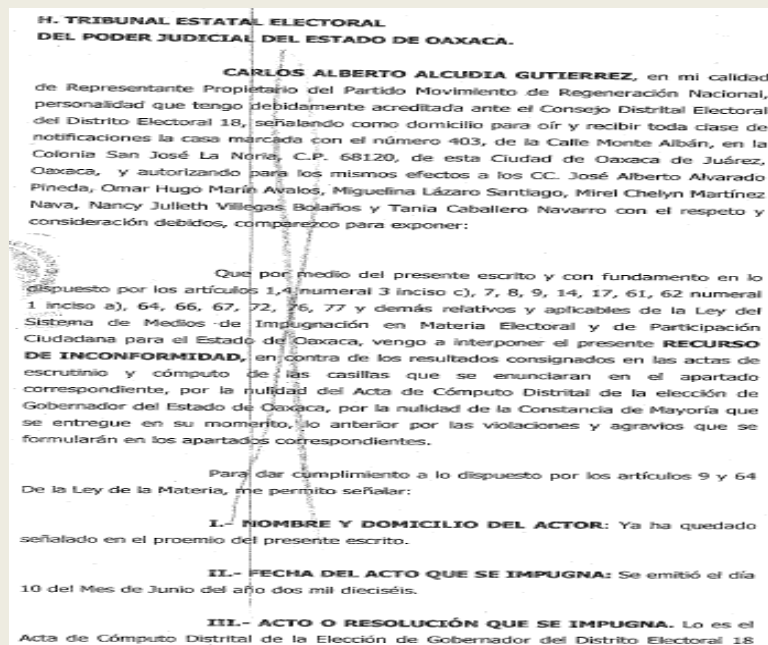 H. TRIBUNAL ESTATAL ELECTORAL
DEL PODER JUDICIAL DEL ESTADO DE OAXACA.
CARLOS ALBERTO ALCUDIA GUTIERREZ, en mi calidad
de Representante Propietario del Partido Movimiento de Regeneración Nacional,
personalidad que tengo debidamente acreditada ante el Consejo Distrital Electoral
del Distrito Electoral 18, señalando como domicilio para oír y recibir toda clase de
notificaciones la casa marcada con el número 403, de la Calle Monte Albán, en la
Colonia San José La Noria, C.P. 68120, de esta Ciudad de Oaxaca de Juárez,
Oaxaca, y autorizando para los mismos efectos a los CC. José Alberto Alvarado
Pineda, Omar Hugo Marín Avalos, Miguelina Lázaro Santiago, Mirel Chelyn Martínez
Nava, Nancy Julieth Villegas Bolaños y Tania Caballero Navarro con el respeto y
consideración debidos, comparezco para exponer:
Que por medio del presente escrito y con fundamento en lo
dispuesto por los artículos 1,4 numeral 3 inciso c), 7, 8, 9, 14, 17, 61, 62 numeral
1 inciso a), 64, 66, 67, 72, 76, 77 y demás relativos y aplicables de la Ley del
Sistema de Medios de Impugnación en Materia Electoral y de Participación
Ciudadana para el Estado de Oaxaca, vengo a interponer el presente RECURSO
DE INCONFORMIDAD, en contra de los resultados consignados en las actas de
escrutinio y cómputo de las casillas que se enunciaran en el apartado
correspondiente, por la nulidad del Acta de Cómputo Distrital de la elección de
Gobernador del Estado de Oaxaca, por la nulidad de la Constancia de Mayoría que
se entregue en su momento, lo anterior por las violaciones y agravios que se
formularán en los apartados correspondientes.
Para dar cumplimiento a lo dispuesto por los artículos 9 y 64
De la Ley de la Materia, me permito señalar:
I.- NOMBRE Y DOMICILIO DEL ACTOR: Ya ha quedado
señalado en el proemio del presente escrito.
II.- FECHA DEL ACTO QUE SE IMPUGNA: Se emitió el día
10 del Mes de Junio del año dos mil dieciséis.
III.- ACTO O RESOLUCIÓN QUE SE IMPUGNA. Lo es el
Acta de Cómputo Distrital de la Elección de Gobernador del Distrito Electoral 18